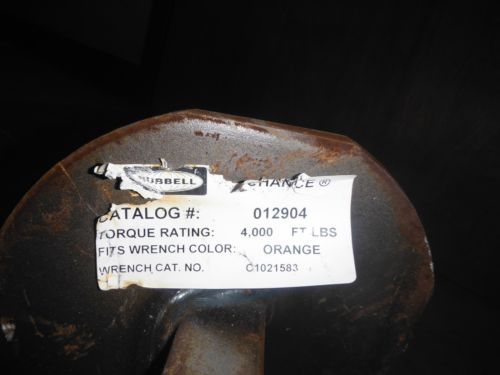 HUBBELL CHANCE®
CATALOG #: 012904
TORQUE RATING: 4,000 FT LBS
FITS WRENCH COLOR: ORANGE
WRENCH CAT. NO. C1021583